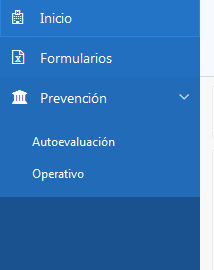 Inicio
Formularios
Prevención
Autoevaluación
Operativo